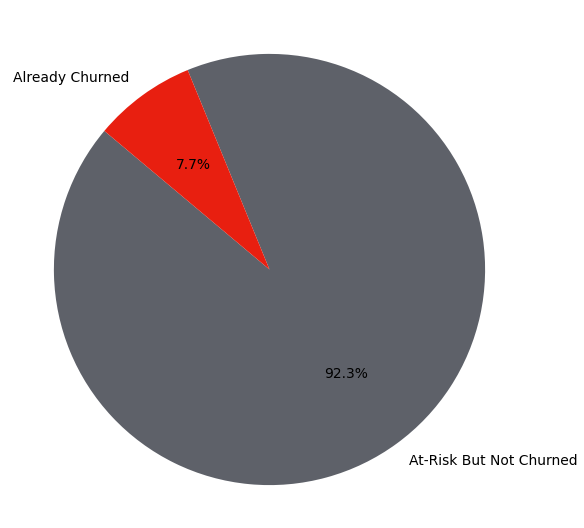 Already Churned
7.7%
92.3%
At-Risk But Not Churned